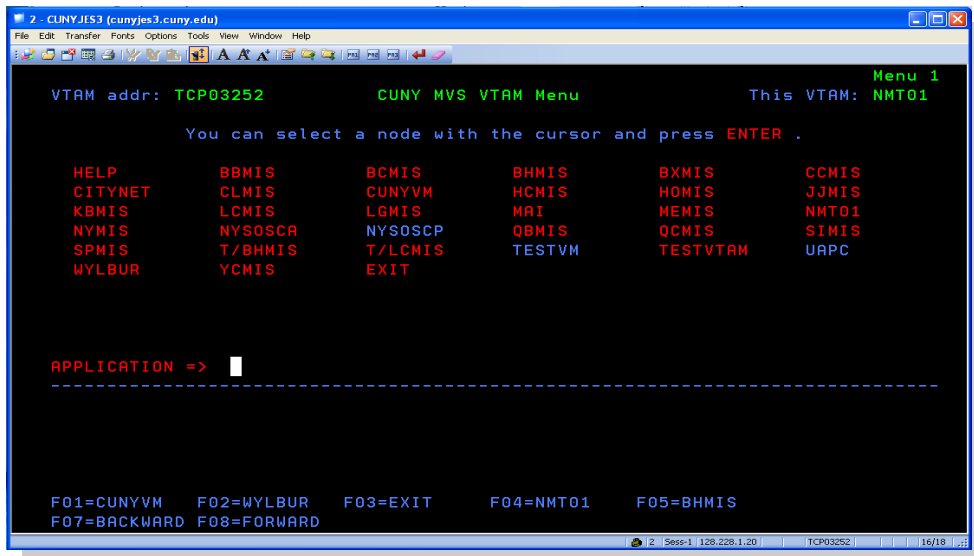 2 - CUNYJES3 (cunyjes3.cuny.edu)
File Edit Transfer Fonts Options Tools View Window Help
Menu 1
VTAM addr: TCP03252 CUNY MVS VTAM Menu This VTAM: NMT01
You can select a node with the cursor and press ENTER .
HELP BBMIS BCMIS BHMIS BXMIS CCMIS
CITYNET CLMIS CUNYVM HCMIS HOMIS JJMIS
KBMIS LCMIS LGMIS MAI MEMIS NMT01
NYMIS NYSOSCA NYSOSCP QBMIS QCMIS SIMIS
SPMIS T/BHMIS T/LCMIS TESTVM TESTVTAM UAPC
WYLBUR YCMIS EXIT
APPLICATION =>
F01=CUNYVM F02=WYLBUR F03=EXIT F04=NMT01 F05=BHMIS
F07=BACKWARD F08=FORWARD
2 Sess-1 128.228.1.20 TCP03252 16/18